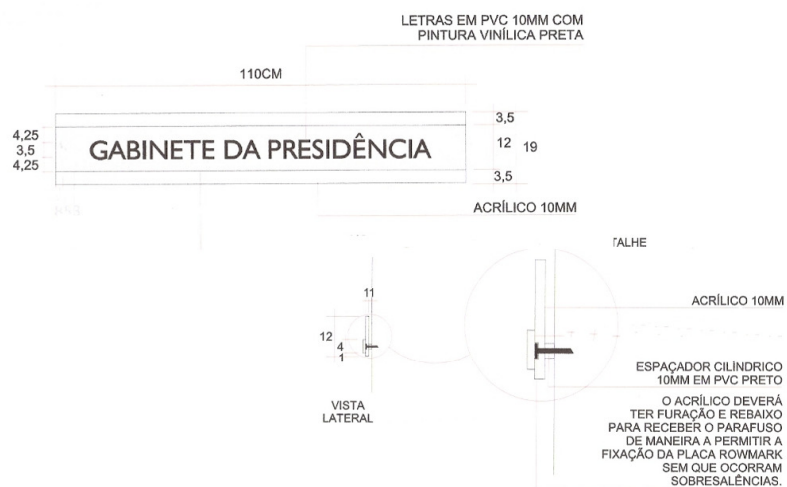 LETRAS EM PVC 10MM COM
PINTURA VINÍLICA PRETA
110CM
3,5
4,25
3,5
4,25
GABINETE DA PRESIDÊNCIA
12
19
3,5
ACRÍLICO 10MM
TALHE
11
12
4
1
VISTA
LATERAL
ACRÍLICO 10MM
ESPAÇADOR CILÍNDRICO
10MM EM PVC PRETO
O ACRÍLICO DEVERÁ
TER FURAÇÃO E REBAIXO
PARA RECEBER O PARAFUSO
DE MANEIRA A PERMITIR A
FIXAÇÃO DA PLACA ROWMARK
SEM QUE OCORRAM
SOBRESALÊNCIAS.